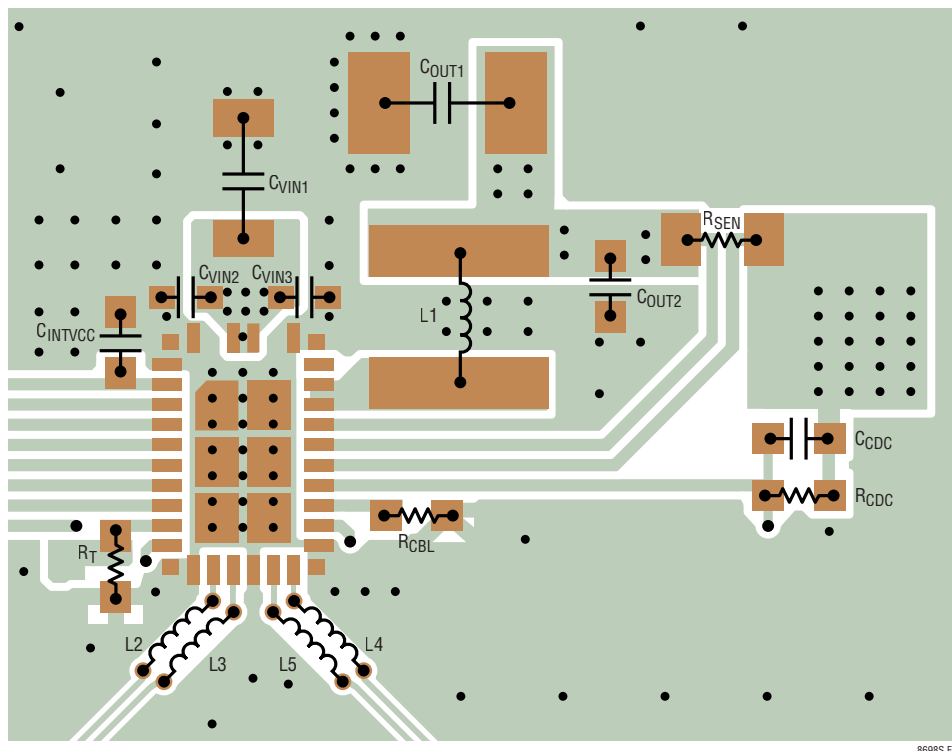 COUT1
CVIN1
RSEN
CVIN2 CVIN3
COUT2
L1
CINTVCC
CCDC
RCDC
RCBL
RT
L2 L3 L5 L4